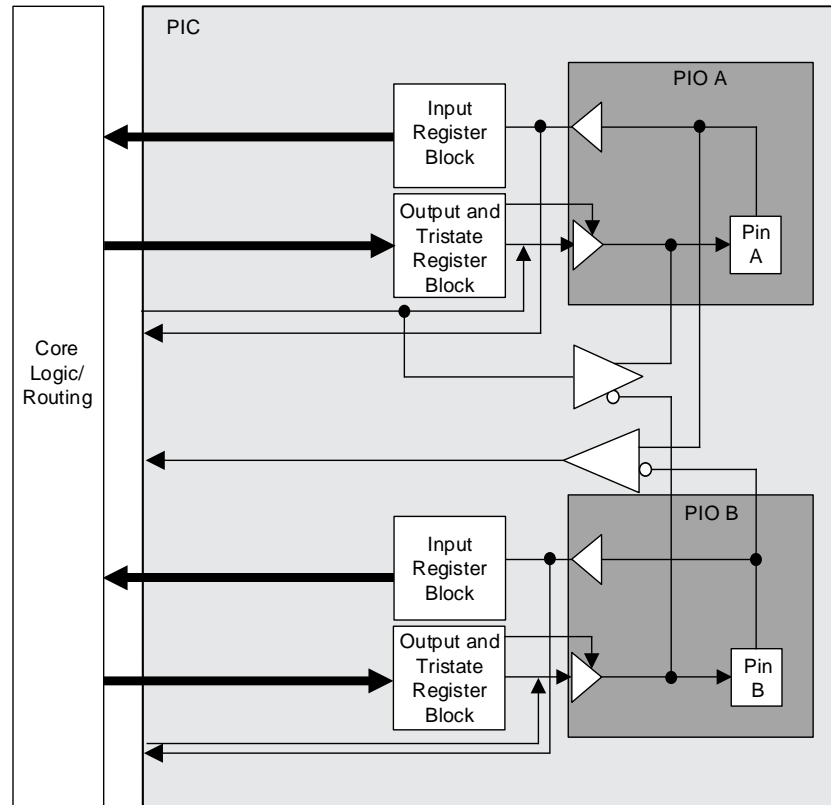 PIC
PIO A
Input
Register
Block
Output and
Tristate
Register
Block
Pin
A
Core
Logic/
Routing
PIO B
Input
Register
Block
Output and
Tristate
Register
Block
Pin
B